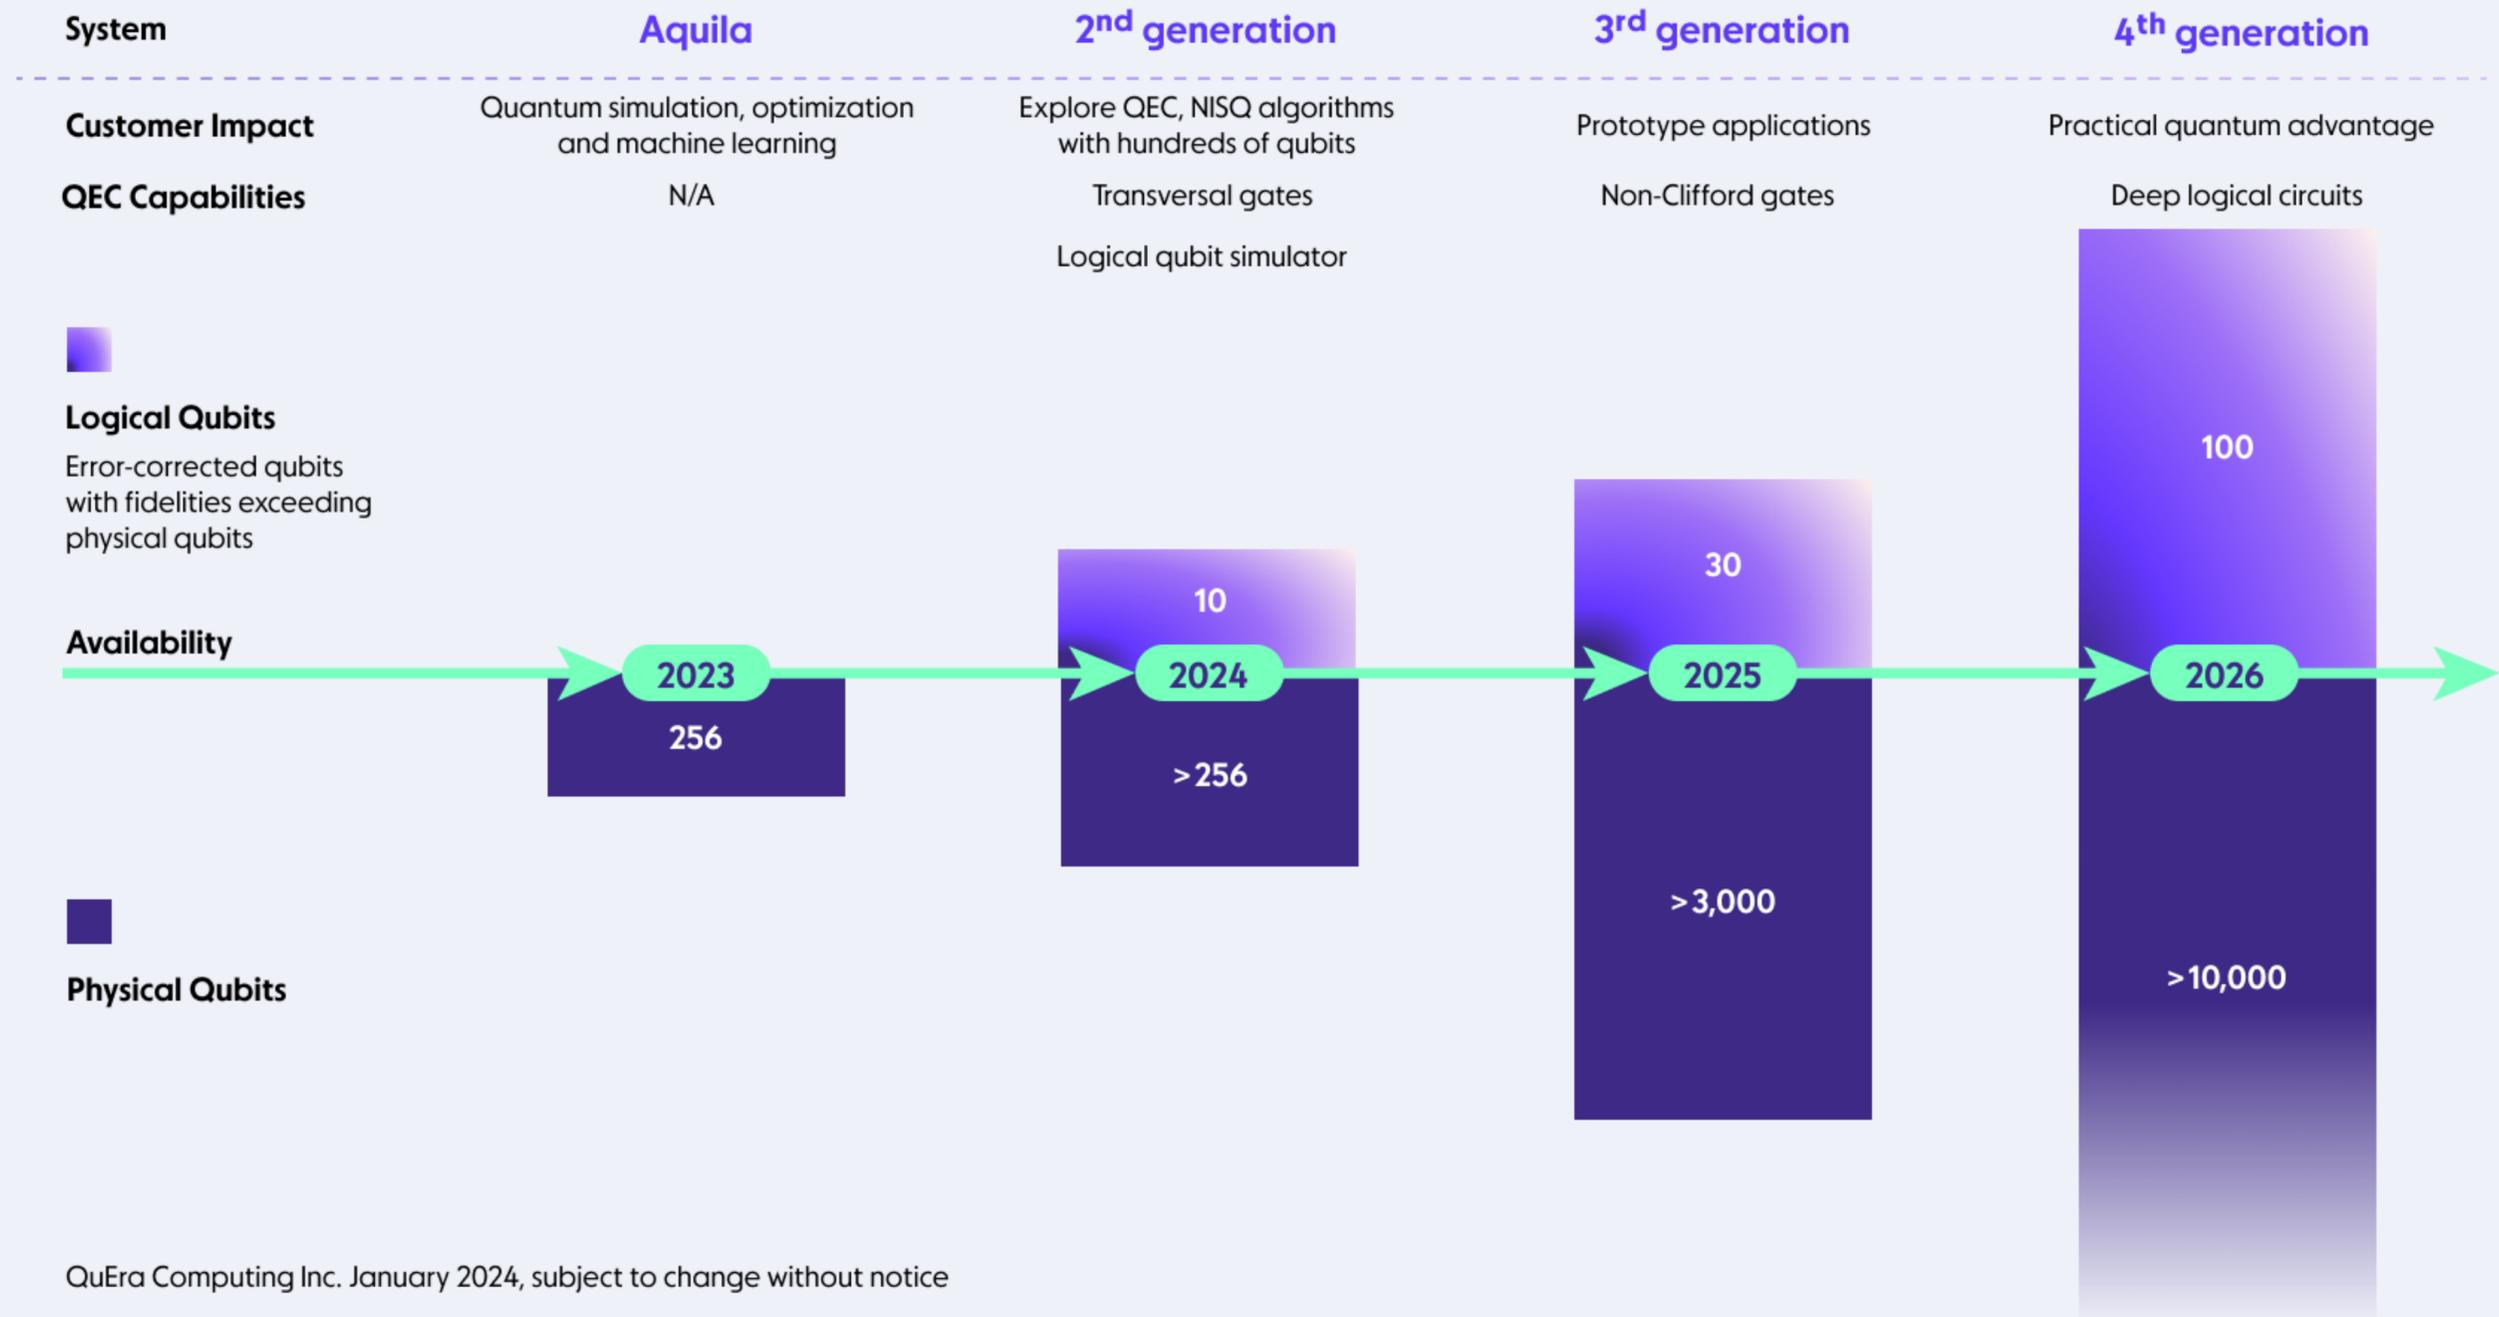 System
Aquila
2nd generation
3rd generation
4th generation
Customer Impact
Quantum simulation, optimization
and machine learning
Explore QEC, NISQ algorithms
with hundreds of qubits
Prototype applications
Practical quantum advantage
QEC Capabilities
N/A
Transversal gates
Non-Clifford gates
Deep logical circuits
Logical qubit simulator
Logical Qubits
Error-corrected qubits
with fidelities exceeding
physical qubits
10
30
100
Availability
2023
2024
2025
2026
256
>256
>3,000
>10,000
Physical Qubits
QuEra Computing Inc. January 2024, subject to change without notice